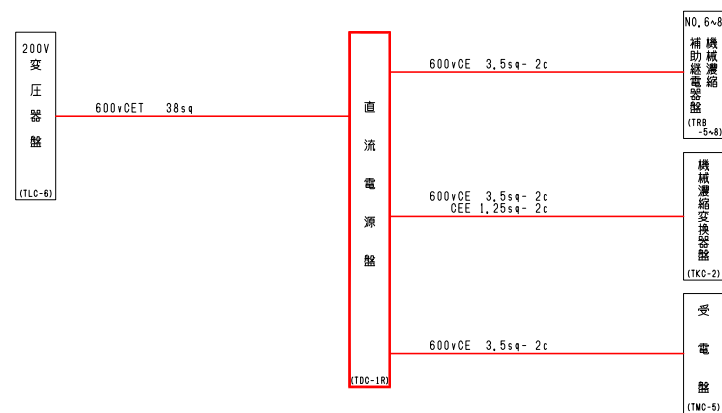 200V
変圧器盤
(TLC-6)
600vCET 38sq
直流電源盤
(TDC-1R)
600vCE 3.5sq- 2c
NO.6~8
機械濃縮
補助継電器盤
(TRB
-5~8)
600vCE 3.5sq- 2c
CEE 1.25sq- 2c
機械濃縮変換器盤
(TKC-2)
600vCE 3.5sq- 2c
受電盤
(TMC-5)